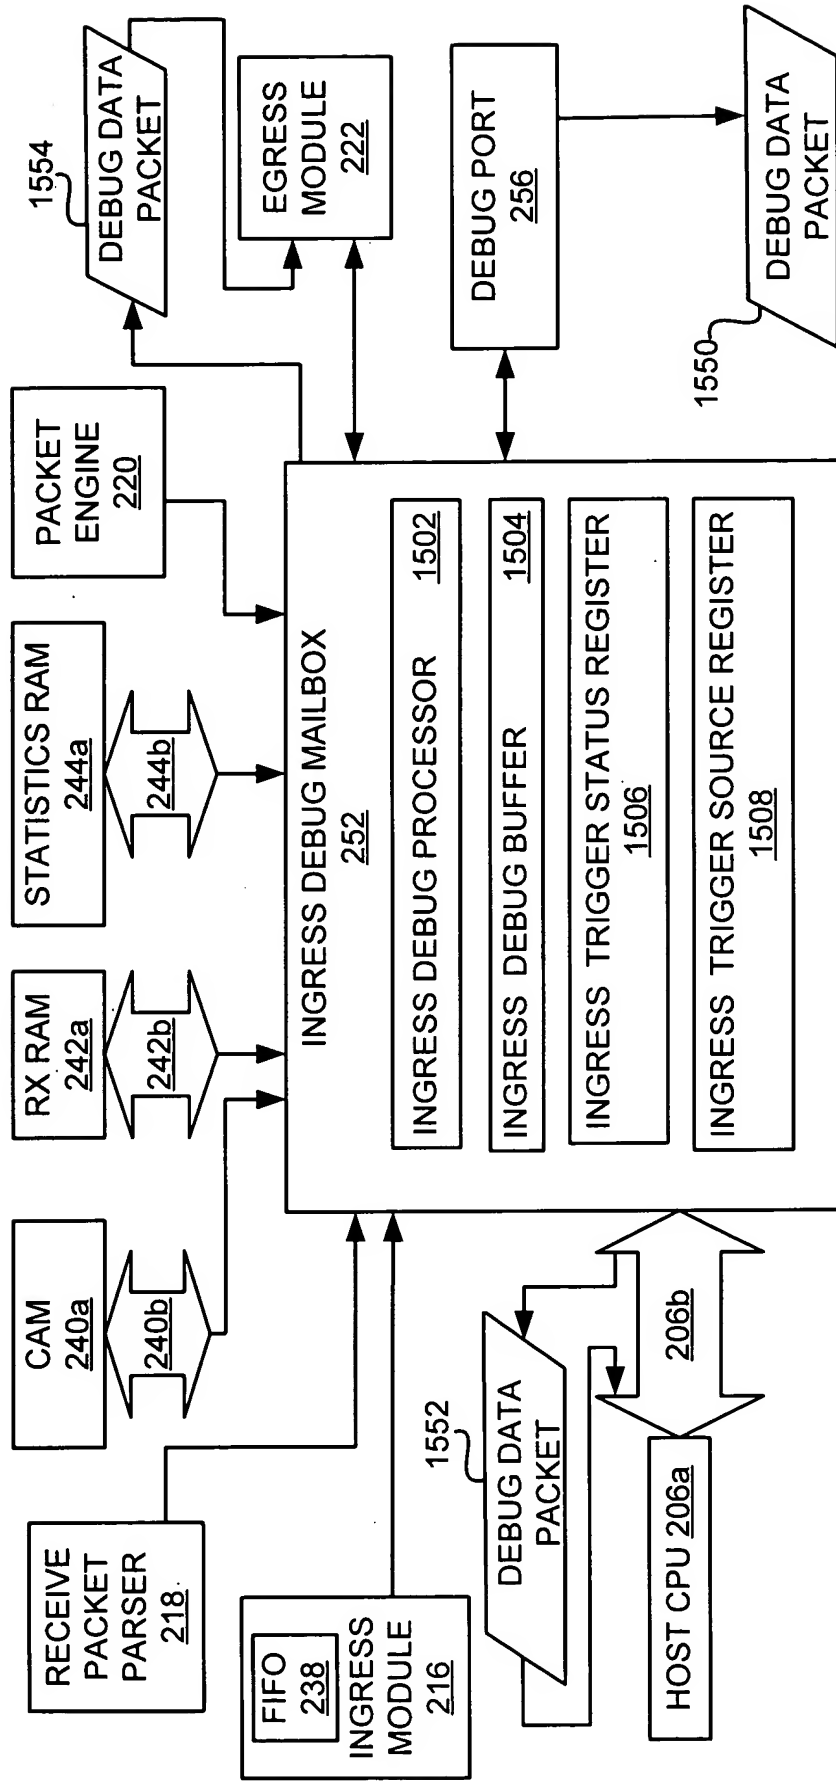 RECEIVE
PACKET
PARSER
218
CAM
240a
240b
RX RAM
242a
242b
STATISTICS RAM
244a
244b
PACKET
ENGINE
220
1554
DEBUG DATA
PACKET
EGRESS
MODULE
222
FIFO
238
INGRESS
MODULE
216
INGRESS DEBUG MAILBOX
252
INGRESS DEBUG PROCESSOR 1502
INGRESS DEBUG BUFFER 1504
INGRESS TRIGGER STATUS REGISTER
1506
INGRESS TRIGGER SOURCE REGISTER
1508
DEBUG PORT
256
1552
DEBUG DATA
PACKET
206b
HOST CPU 206a
1550
DEBUG DATA
PACKET